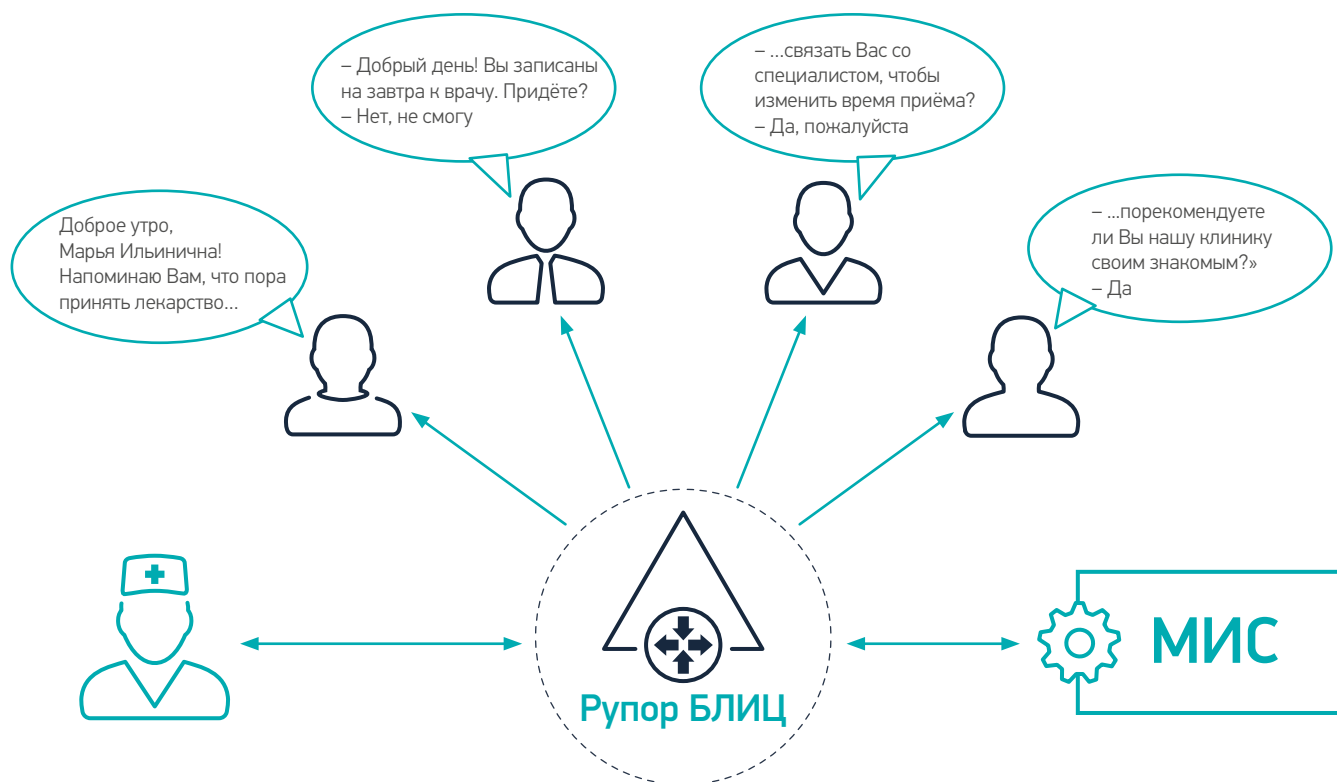 – Добрый день! Вы записаны
на завтра к врачу. Придёте?
– Нет, не смогу
– ...связать Вас со
специалистом, чтобы
изменить время приёма?
– Да, пожалуйста
Доброе утро,
Марья Ильинична!
Напоминаю Вам, что пора
принять лекарство...
– ...порекомендуете
ли Вы нашу клинику
своим знакомым?»
– Да
МИС
Рупор БЛИЦ